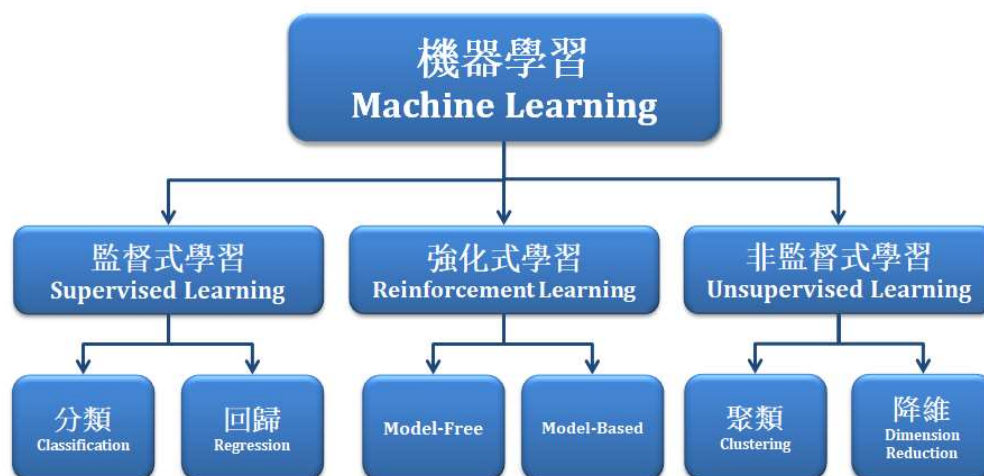 機器學習
Machine Learning
監督式學習
Supervised Learning
強化式學習
Reinforcement Learning
非監督式學習
Unsupervised Learning
分類
Classification
回歸
Regression
Model-Free
Model-Based
聚類
Clustering
降維
Dimension
Reduction